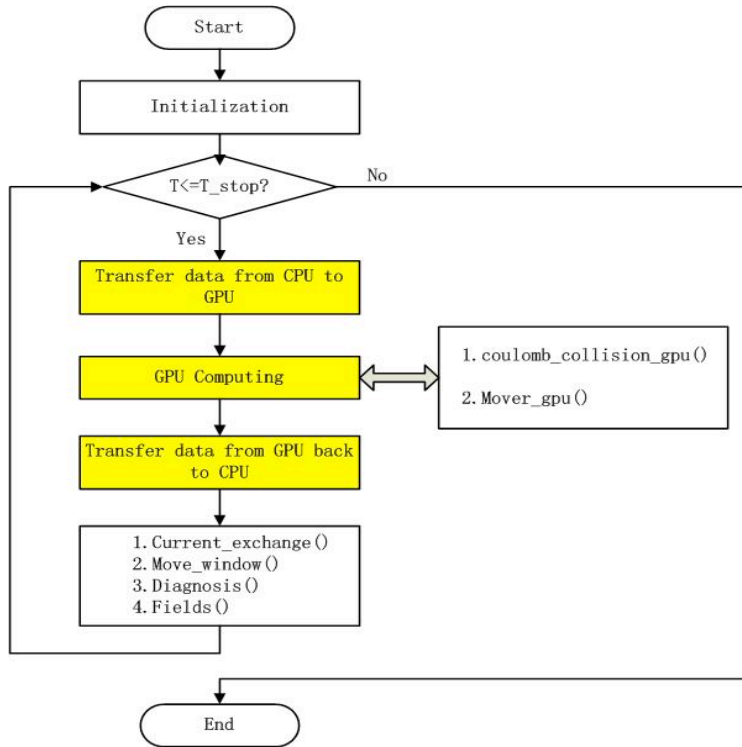 Start
Initialization
T<=T_stop?
No
Yes
Transfer data from CPU to
GPU
GPU Computing
1.coulomb_collision_gpu()
2.Mover_gpu()
Transfer data from GPU back
to CPU
1.Current_exchange()
2.Move_window()
3.Diagnosis()
4.Fields()
End